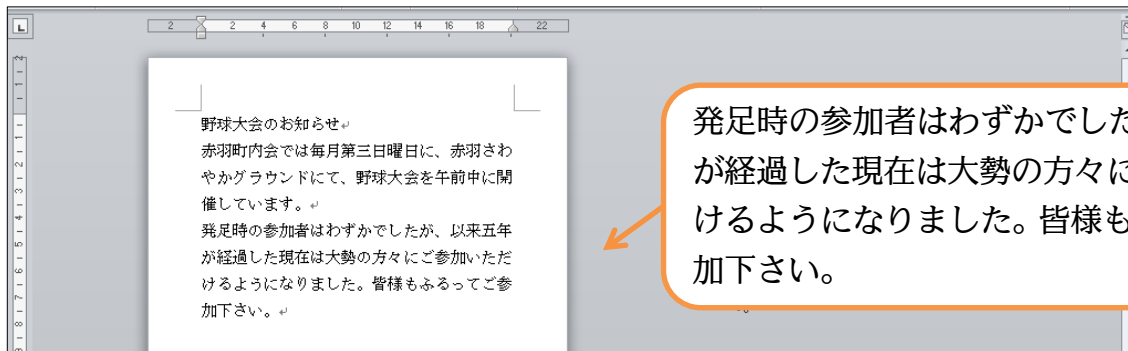 L
2 2 4 6 8 10 12 14 16 18 22
野球大会のお知らせ↵
赤羽町内会では毎月第三日曜日に、赤羽さわ
やかグラウンドにて、野球大会を午前中に開
催しています。↵
発足時の参加者はわずかでしたが、以来五年
が経過した現在は大勢の方々にご参加いただ
けるようになりました。皆様もふるってご参
加下さい。↵
発足時の参加者はわずかでした
が経過した現在は大勢の方々に
けるようになりました。皆様も
加下さい。